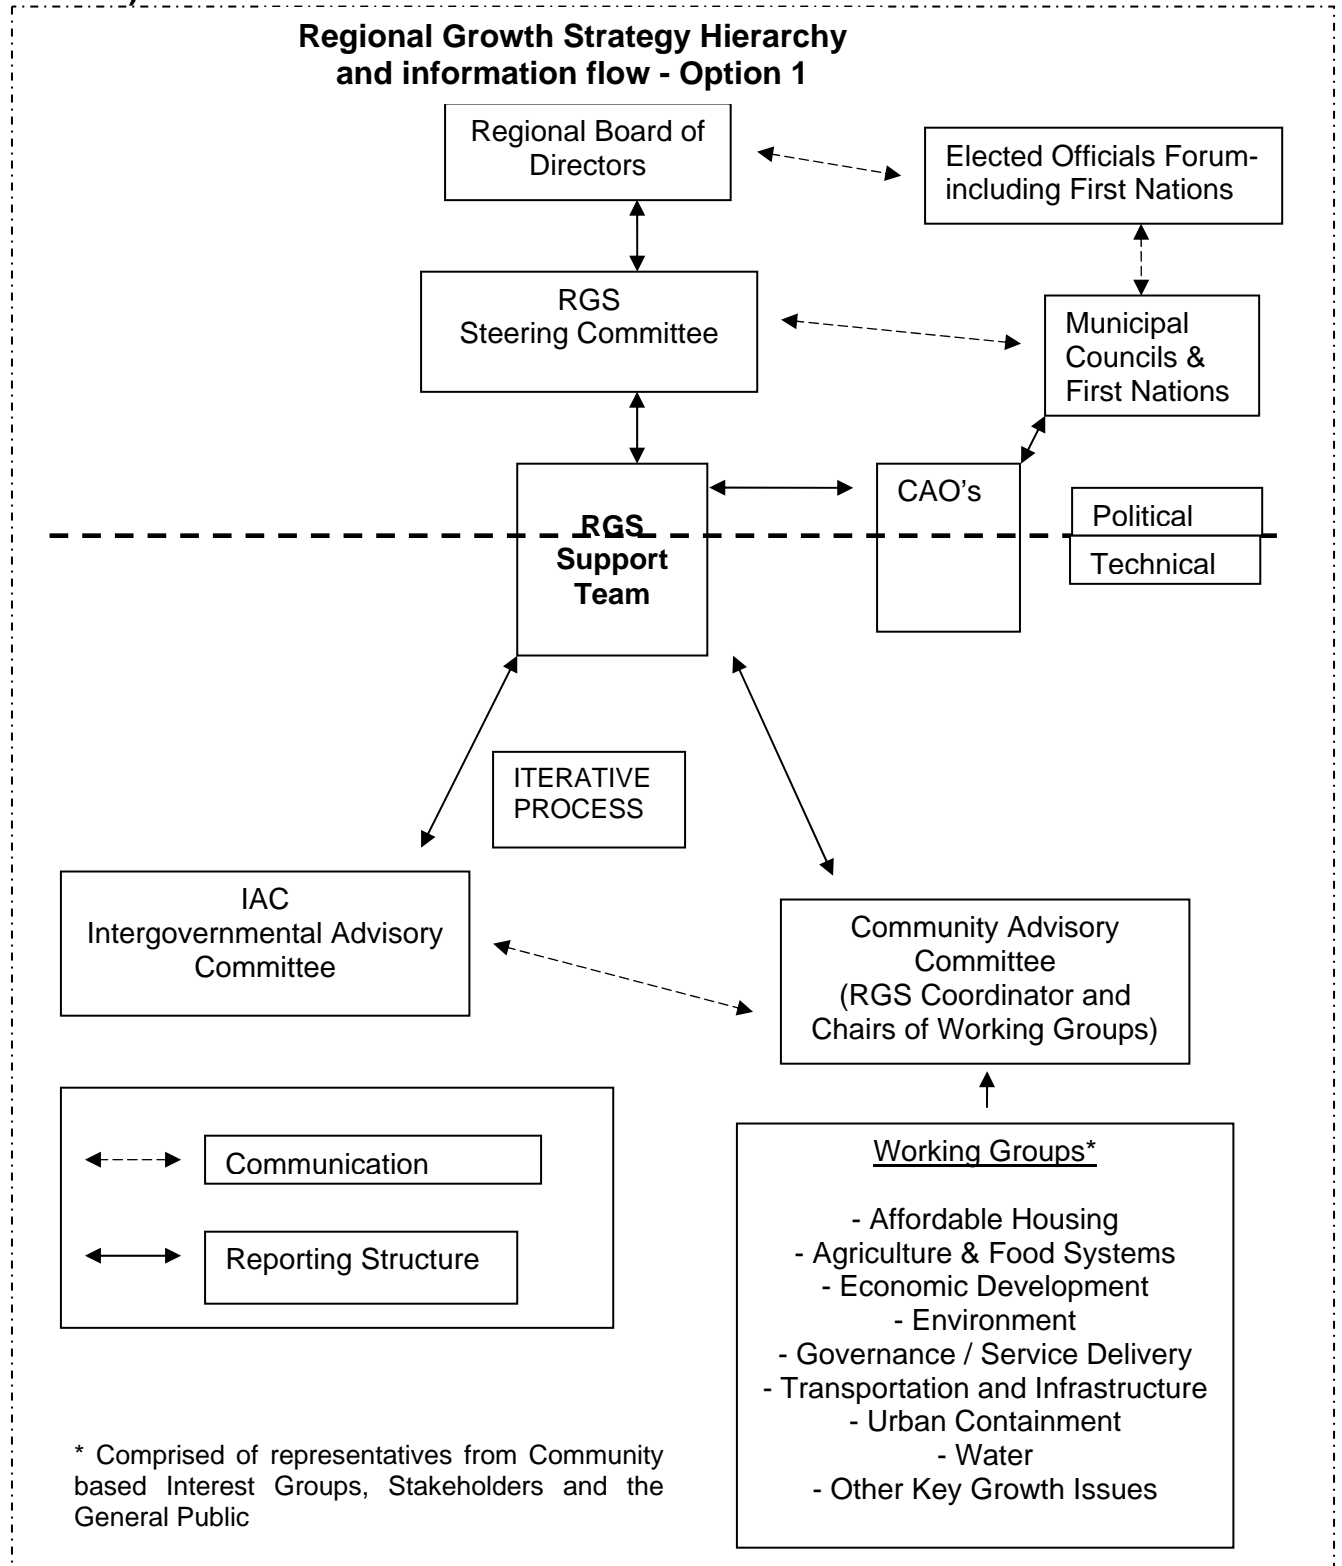 Regional Growth Strategy Hierarchy
and information flow - Option 1
Regional Board of
Directors
Elected Officials Forum-
including First Nations
RGS
Steering Committee
Municipal
Councils &
First Nations
RGS
Support
Team
CAO's
Political
Technical
ITERATIVE
PROCESS
IAC
Intergovernmental Advisory
Committee
Community Advisory
Committee
(RGS Coordinator and
Chairs of Working Groups)
Communication
Reporting Structure
Working Groups*
- Affordable Housing
- Agriculture & Food Systems
- Economic Development
- Environment
- Governance / Service Delivery
- Transportation and Infrastructure
- Urban Containment
- Water
- Other Key Growth Issues
* Comprised of representatives from Community
based Interest Groups, Stakeholders and the
General Public